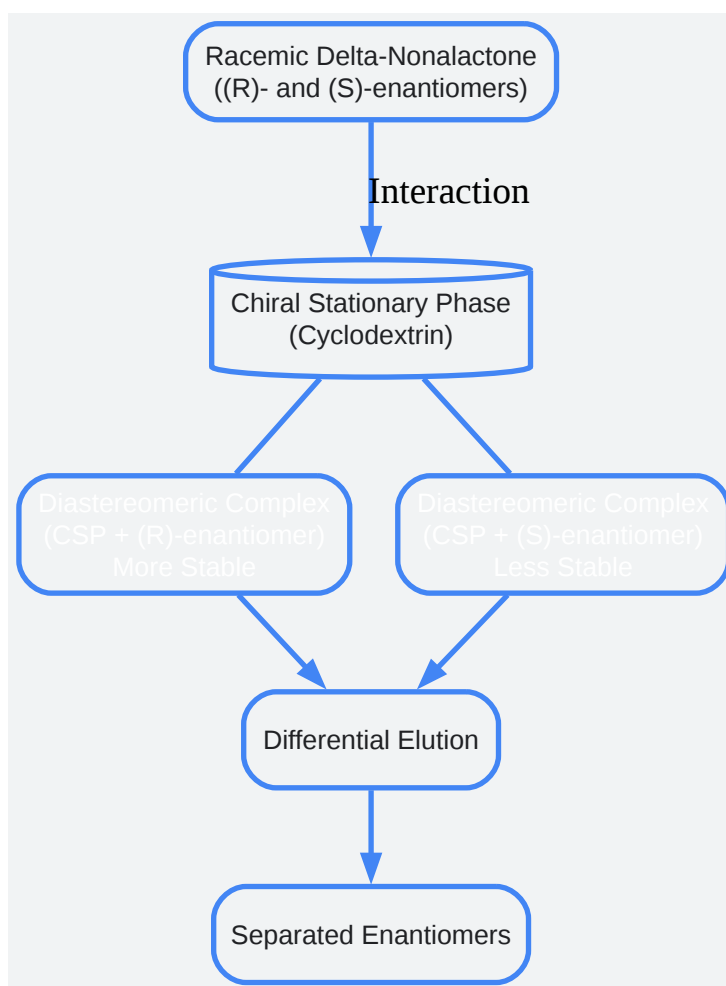 Racemic Delta-Nonalactone
((R)- and (S)-enantiomers)
Interaction
Chiral Stationary Phase
(Cyclodextrin)
Diastereomeric Complex
(CSP + (R)-enantiomer)
More Stable
Diastereomeric Complex
(CSP + (S)-enantiomer)
Less Stable
Differential Elution
Separated Enantiomers